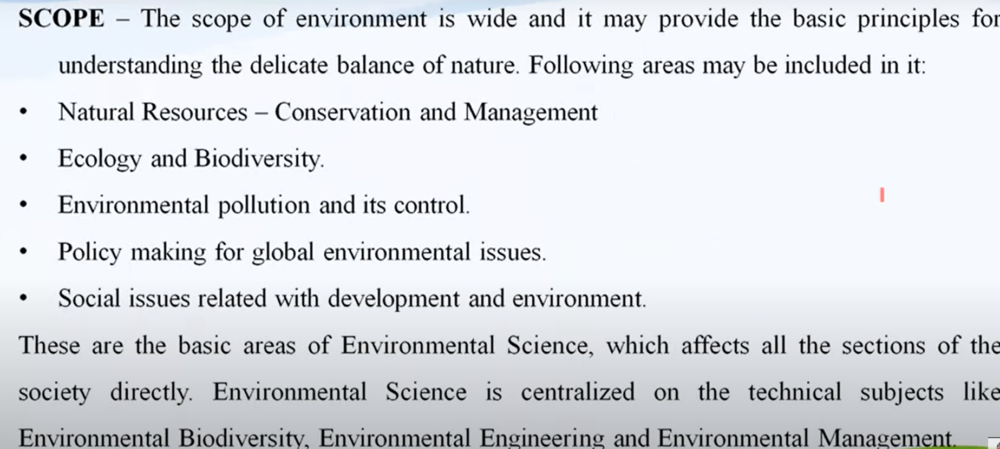 SCOPE – The scope of environment is wide and it may provide the basic principles for
understanding the delicate balance of nature. Following areas may be included in it:
• Natural Resources – Conservation and Management
• Ecology and Biodiversity.
• Environmental pollution and its control.
• Policy making for global environmental issues.
• Social issues related with development and environment.
These are the basic areas of Environmental Science, which affects all the sections of the
society directly. Environmental Science is centralized on the technical subjects like
Environmental Biodiversity, Environmental Engineering and Environmental Management.